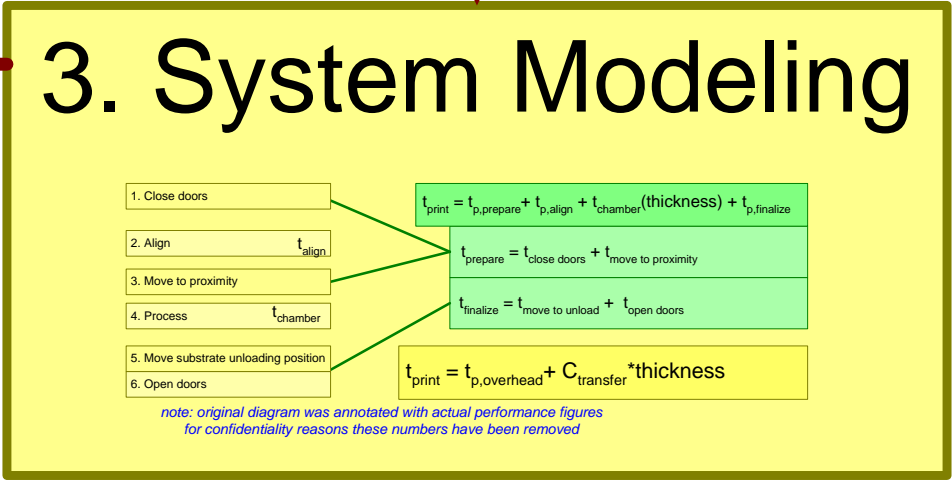 3. System Modeling
1. Close doors
2. Align t_align
3. Move to proximity
4. Process t_chamber
5. Move substrate unloading position
6. Open doors
t_print = t_p,prepare+ t_p,align + t_chamber(thickness) + t_p,finalize
t_prepare = t_close doors + t_move to proximity
t_finalize = t_move to unload + t_open doors
t_print = t_p,overhead+ C_transfer*thickness
note: original diagram was annotated with actual performance figures
for confidentiality reasons these numbers have been removed